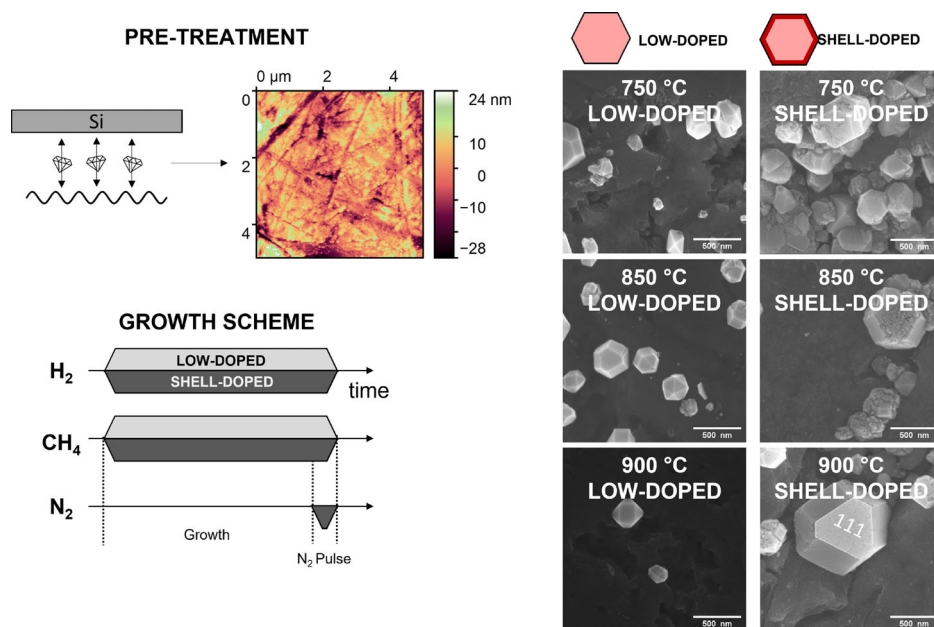 PRE-TREATMENT
Si
0 µm 2 4
0
2
4
24 nm
10
0
−10
−28
GROWTH SCHEME
H2
LOW-DOPED
SHELL-DOPED
time
CH4
N2
Growth
N2 Pulse
LOW-DOPED
SHELL-DOPED
750 °C
LOW-DOPED
500 nm
750 °C
SHELL-DOPED
500 nm
850 °C
LOW-DOPED
500 nm
850 °C
SHELL-DOPED
500 nm
900 °C
LOW-DOPED
500 nm
900 °C
SHELL-DOPED
111
500 nm